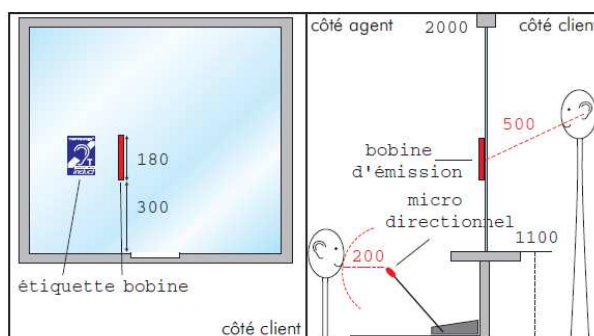 180
300
étiquette bobine
côté client
côté agent
2000
côté client
500
bobine
d'émission
micro
directionnel
200
1100